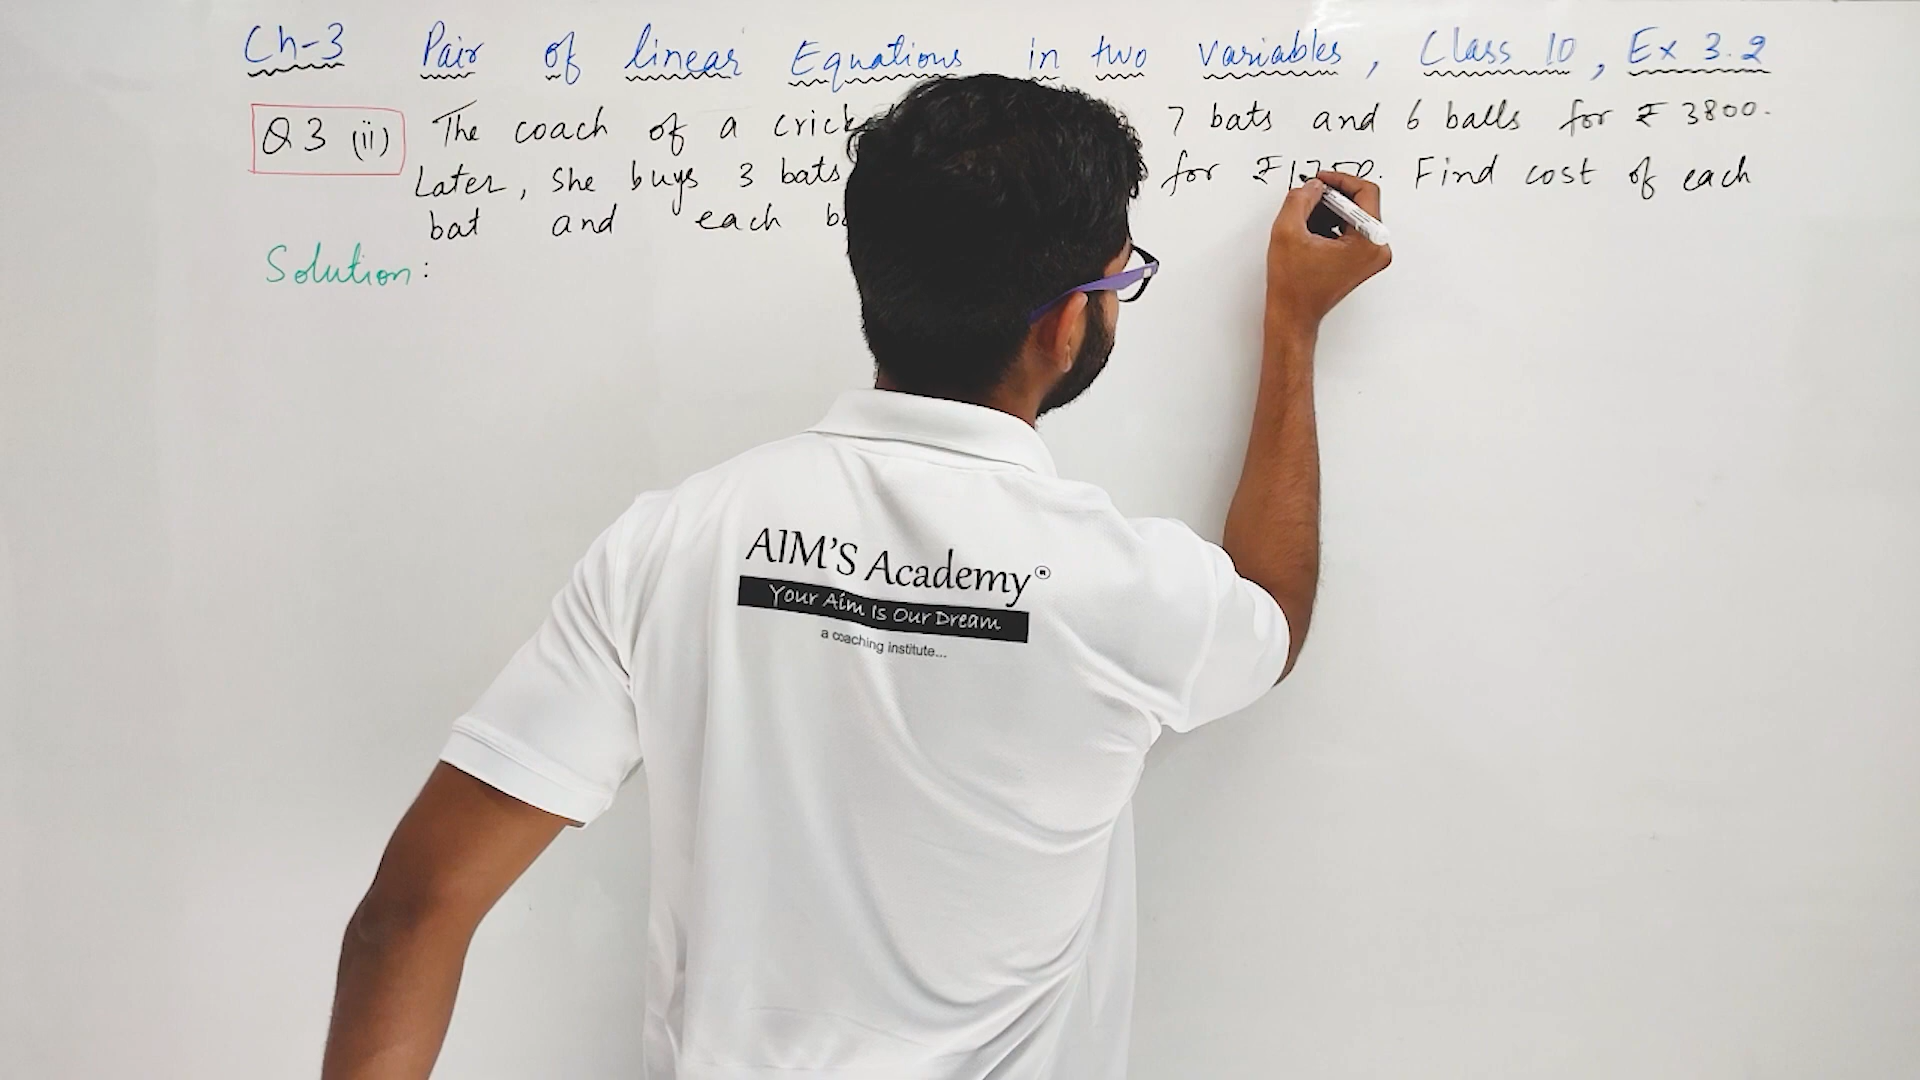 Ch-3 Pair of linear Equations in two Variables, Class 10, Ex 3.2
Q3 (ii) The coach of a 7 bats and 6 balls for ₹ 3800.
Later, She buys 3 bats for Find cost of each
bat and each
Solution:
AIM'S Academy®
Your Aim Is Our Dream
a coaching institute...